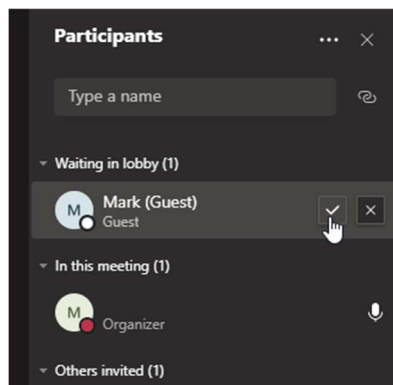 Participants
Type a name
Waiting in lobby (1)
M
Mark (Guest)
Guest
In this meeting (1)
M
Organizer
Others invited (1)